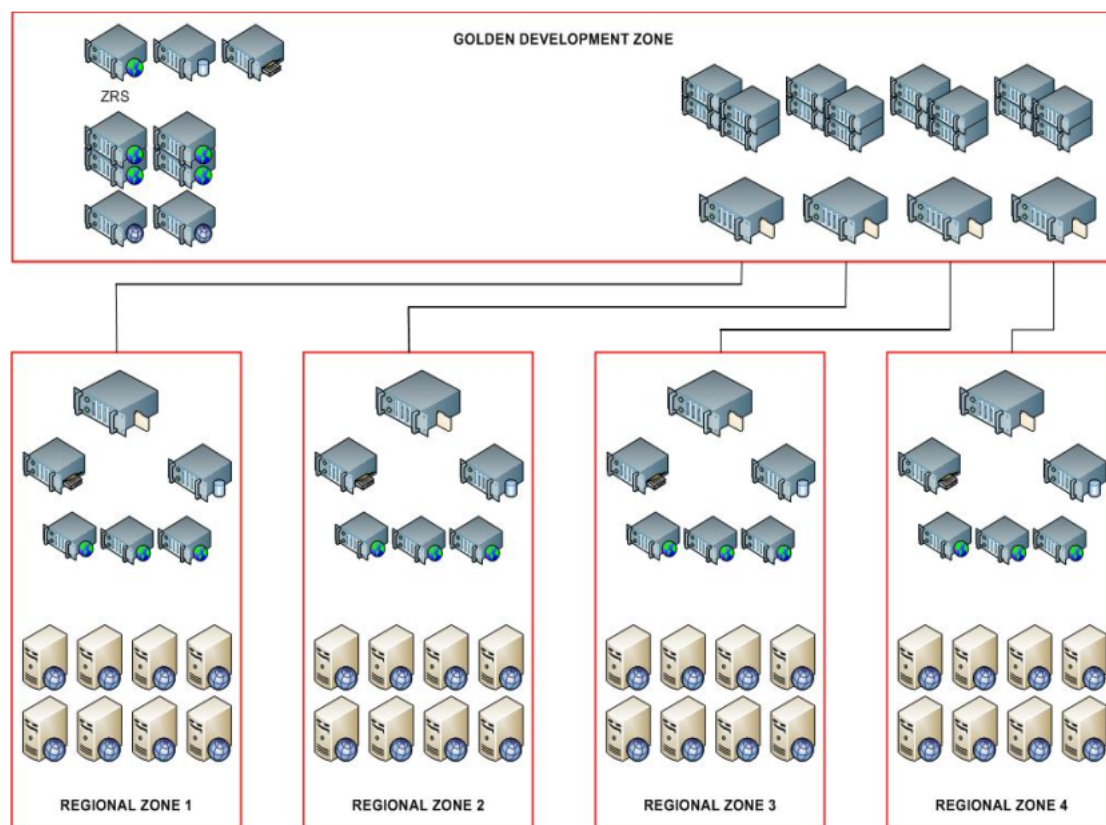 GOLDEN DEVELOPMENT ZONE
ZRS
REGIONAL ZONE 1
REGIONAL ZONE 2
REGIONAL ZONE 3
REGIONAL ZONE 4